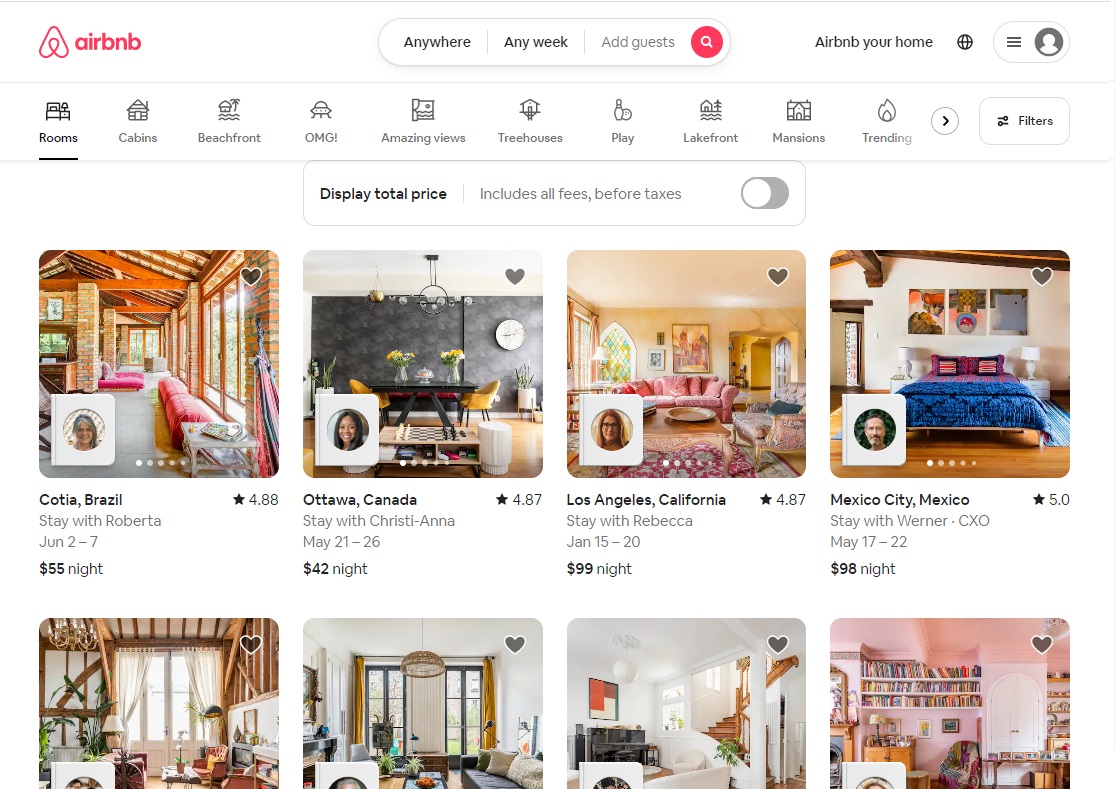 airbnb
Anywhere Any week Add guests
Airbnb your home
Rooms Cabins Beachfront OMG! Amazing views Treehouses Play Lakefront Mansions Trending
Filters
Display total price Includes all fees, before taxes
Cotia, Brazil 4.88
Stay with Roberta
Jun 2 – 7
$55 night
Ottawa, Canada 4.87
Stay with Christi-Anna
May 21 – 26
$42 night
Los Angeles, California 4.87
Stay with Rebecca
Jan 15 – 20
$99 night
Mexico City, Mexico 5.0
Stay with Werner · CXO
May 17 – 22
$98 night